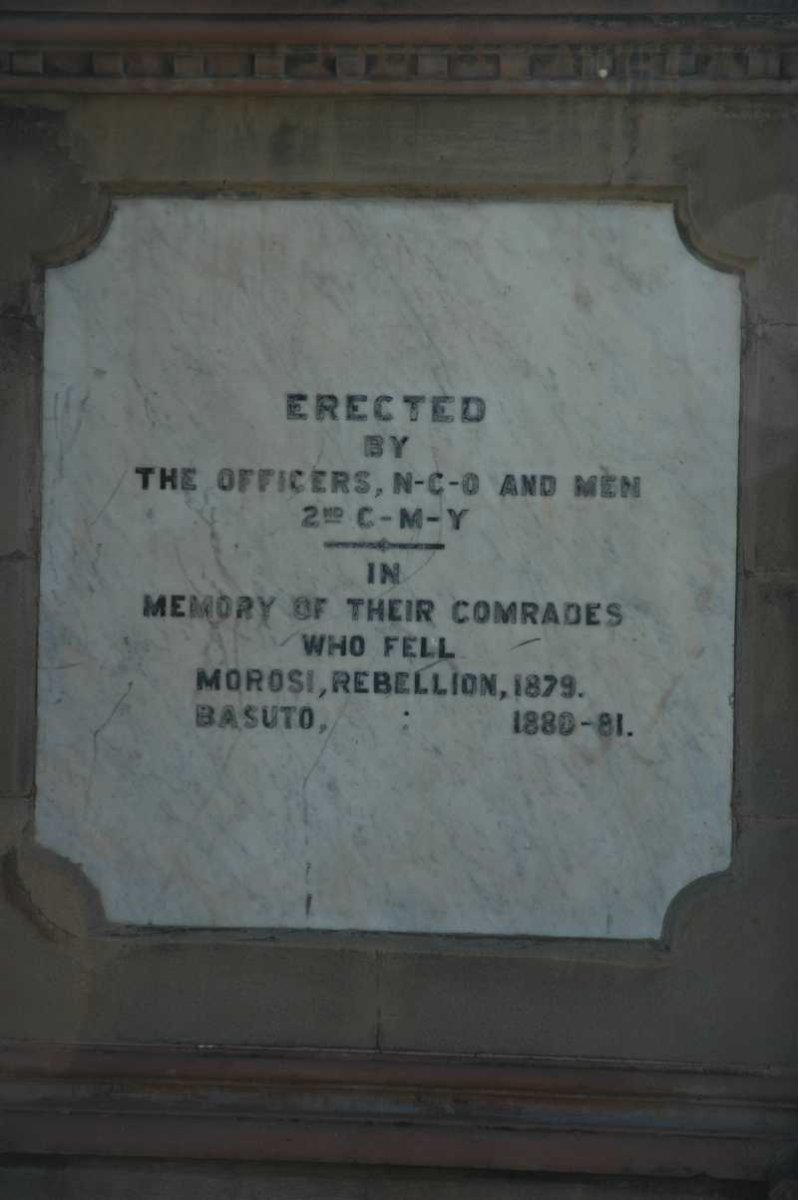 ERECTED
BY
THE OFFICERS, N-C-O AND MEN
2ND C-M-Y
IN
MEMORY OF THEIR COMRADES
WHO FELL
MOROSI, REBELLION, 1879.
BASUTO, : 1880-81.